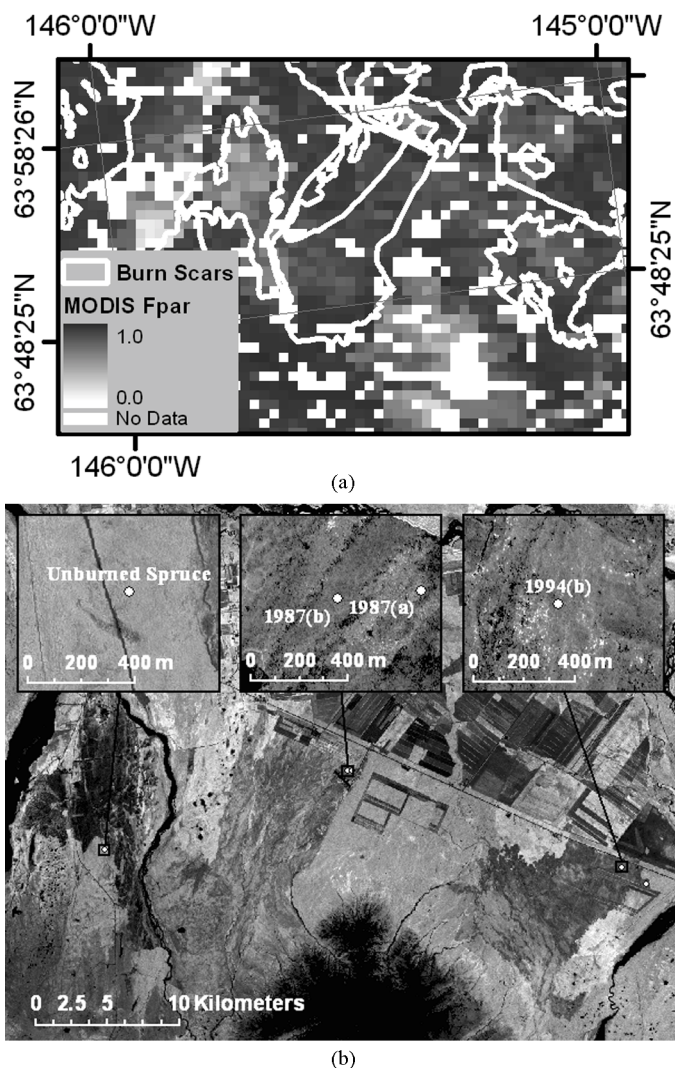 146°0'0"W 145°0'0"W
63°58'26"N
63°48'25"N
63°48'25"N
Burn Scars
MODIS Fpar
1.0
0.0
No Data
146°0'0"W
(a)
Unburned Spruce
0 200 400 m
1987(b) 1987(a)
0 200 400 m
1994(b)
0 200 400 m
0 2.5 5 10 Kilometers
(b)